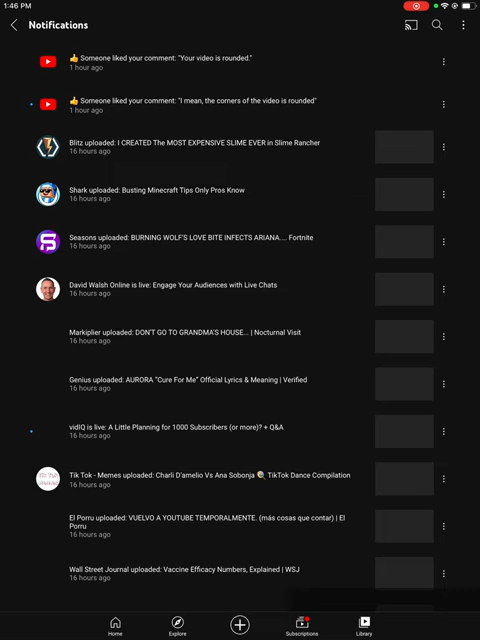 1:46 PM
Notifications
👍 Someone liked your comment: "Your video is rounded."
1 hour ago
👍 Someone liked your comment: "I mean, the corners of the video is rounded"
1 hour ago
Blitz uploaded: I CREATED The MOST EXPENSIVE SLIME EVER in Slime Rancher
16 hours ago
Shark uploaded: Busting Minecraft Tips Only Pros Know
16 hours ago
Seasons uploaded: BURNING WOLF'S LOVE BITE INFECTS ARIANA.... Fortnite
16 hours ago
David Walsh Online is live: Engage Your Audiences with Live Chats
16 hours ago
Markiplier uploaded: DON'T GO TO GRANDMA'S HOUSE... | Nocturnal Visit
16 hours ago
Genius uploaded: AURORA "Cure For Me" Official Lyrics & Meaning | Verified
16 hours ago
vidIQ is live: A Little Planning for 1000 Subscribers (or more)? + Q&A
16 hours ago
Tik Tok - Memes uploaded: Charli D'amelio Vs Ana Sobonja 🔍 TikTok Dance Compilation
16 hours ago
El Porru uploaded: VUELVO A YOUTUBE TEMPORALMENTE. (más cosas que contar) | El
Porru
16 hours ago
Wall Street Journal uploaded: Vaccine Efficacy Numbers, Explained | WSJ
16 hours ago
Home
Explore
Subscriptions
Library